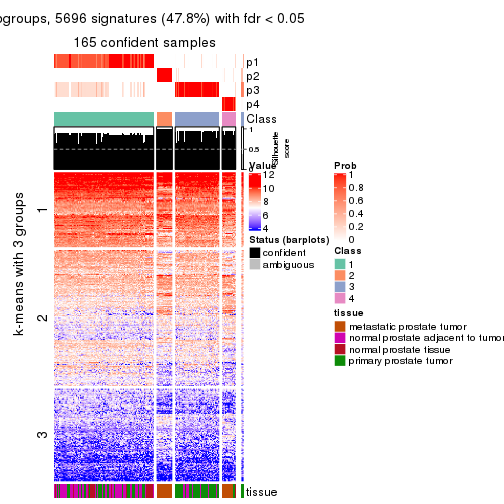 ogroups, 5696 signatures (47.8%) with fdr < 0.05
165 confident samples
p1
p2
p3
p4
Class
1
0.5
0
Silhouette
score
k-means with 3 groups
1
2
3
Value
12
10
8
6
4
Status (barplots)
confident
ambiguous
Prob
1
0.8
0.6
0.4
0.2
0
Class
1
2
3
4
tissue
metastatic prostate tumor
normal prostate adjacent to tumor
normal prostate tissue
primary prostate tumor
tissue